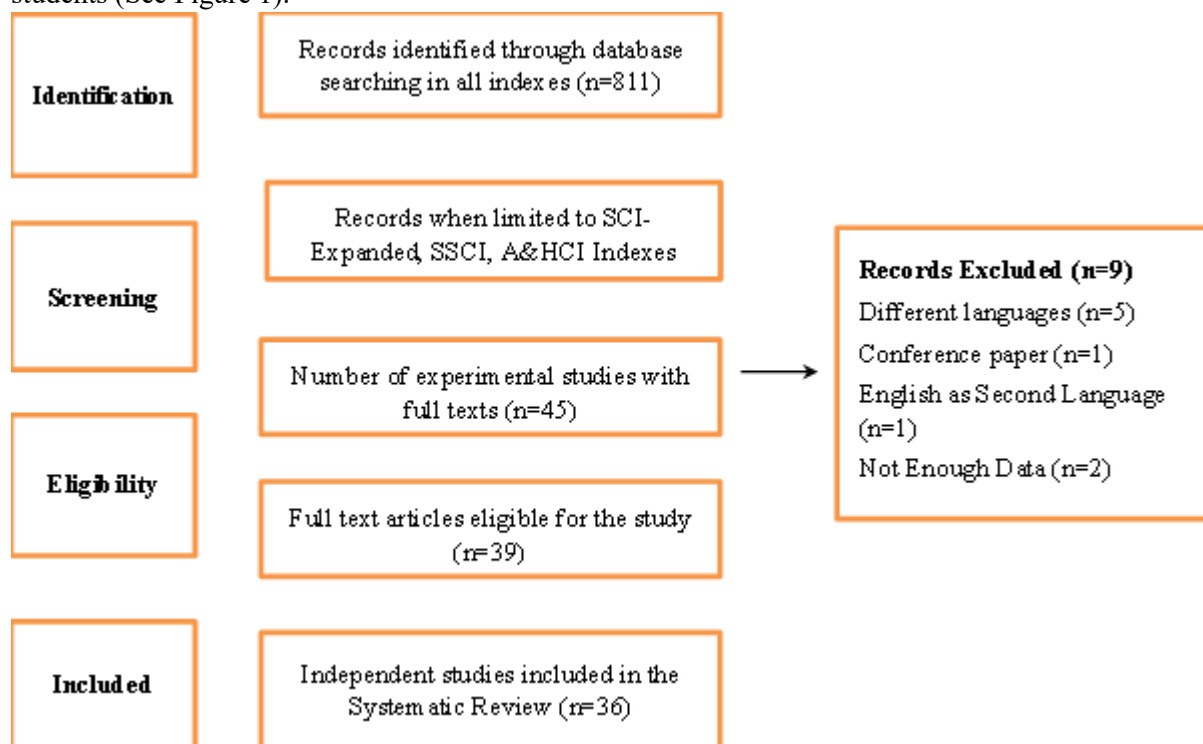 students (See Figure 1).
Identification
Records identified through database
searching in all indexes (n=811)
Records when limited to SCI-
Expanded, SSCI, A&HCI Indexes
Screening
Number of experimental studies with
full texts (n=45)
Records Excluded (n=9)
Different languages (n=5)
Conference paper (n=1)
English as Second Language
(n=1)
Not Enough Data (n=2)
Eligibility
Full text articles eligible for the study
(n=39)
Included
Independent studies included in the
Systematic Review (n=36)